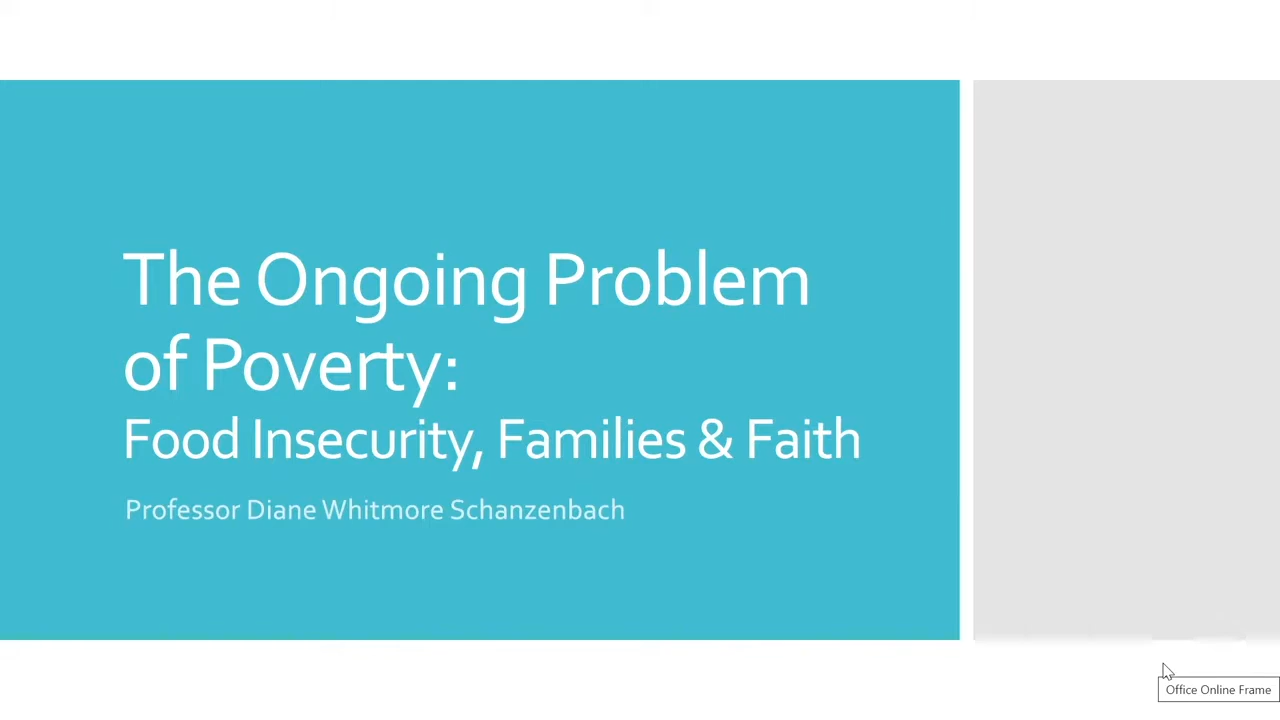 The Ongoing Problem
of Poverty:
Food Insecurity, Families & Faith
Professor Diane Whitmore Schanzenbach
Office Online Frame